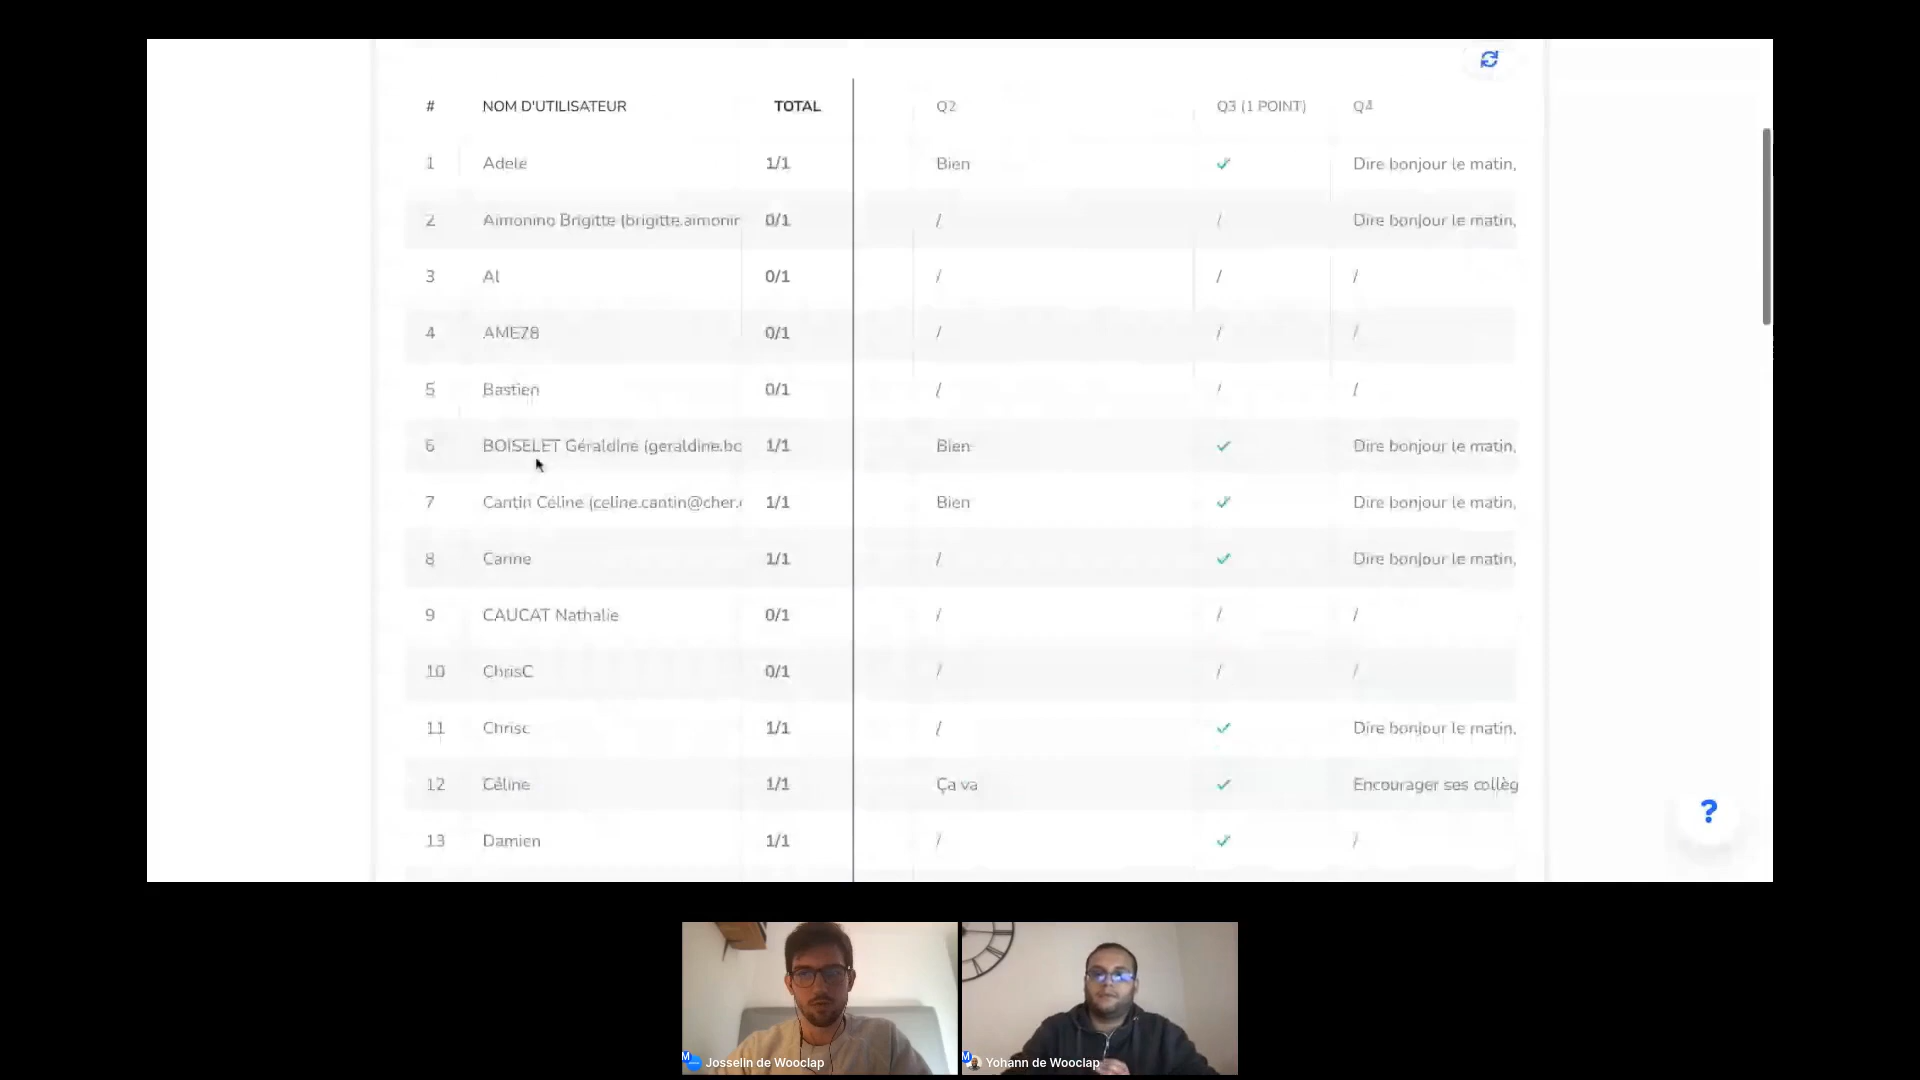 # NOM D'UTILISATEUR TOTAL Q2 Q3 (1 POINT) Q4
1 Adele 1/1 Bien Dire bonjour le matin,
2 Aimonino Brigitte (brigitte.aimonir 0/1 / / Dire bonjour le matin,
3 Al 0/1 / / /
4 AME78 0/1 / / /
5 Bastien 0/1 / / /
6 BOISELET Géraldine (geraldine.bo 1/1 Bien Dire bonjour le matin,
7 Cantin Céline (celine.cantin@cher. 1/1 Bien Dire bonjour le matin,
8 Carine 1/1 / Dire bonjour le matin,
9 CAUCAT Nathalie 0/1 / / /
10 ChrisC 0/1 / / /
11 Chrisc 1/1 / Dire bonjour le matin,
12 Céline 1/1 Ça va Encourager ses collèg
13 Damien 1/1 / /
?
Josselin de Wooclap
Yohann de Wooclap